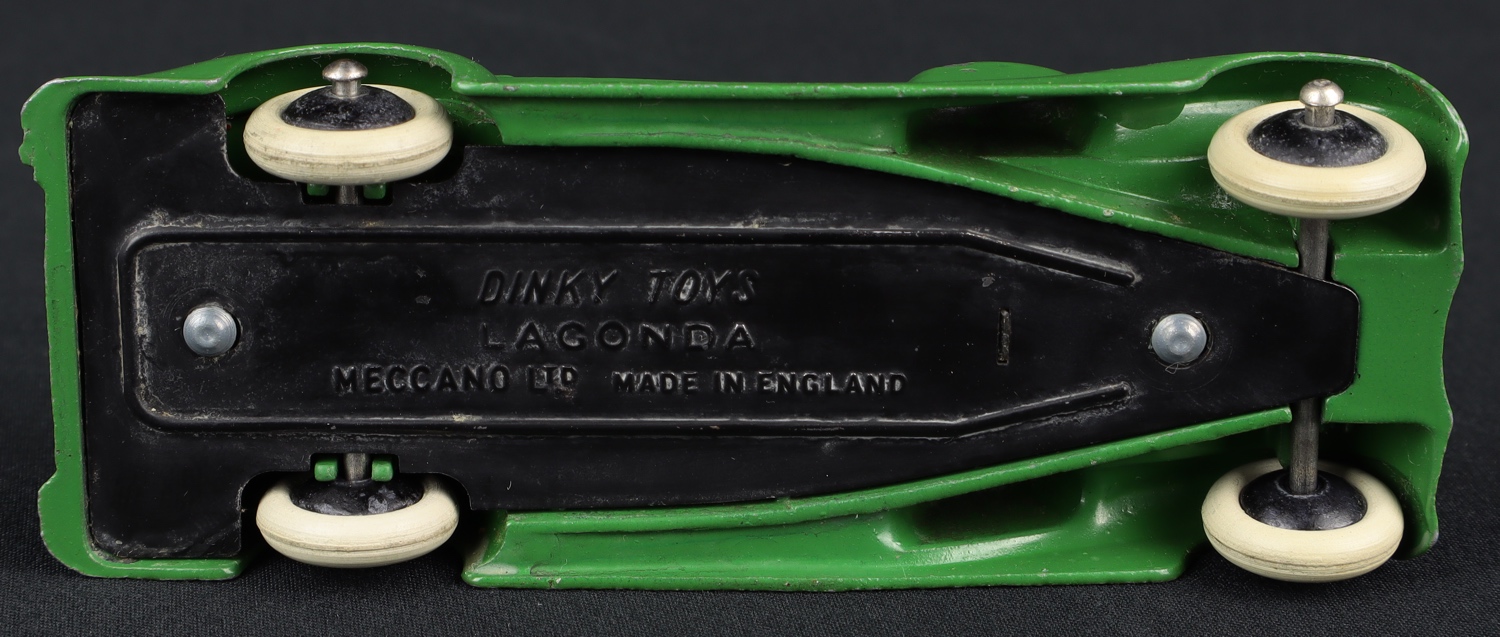 DINKY TOYS
LAGONDA
MECCANO LTD MADE IN ENGLAND